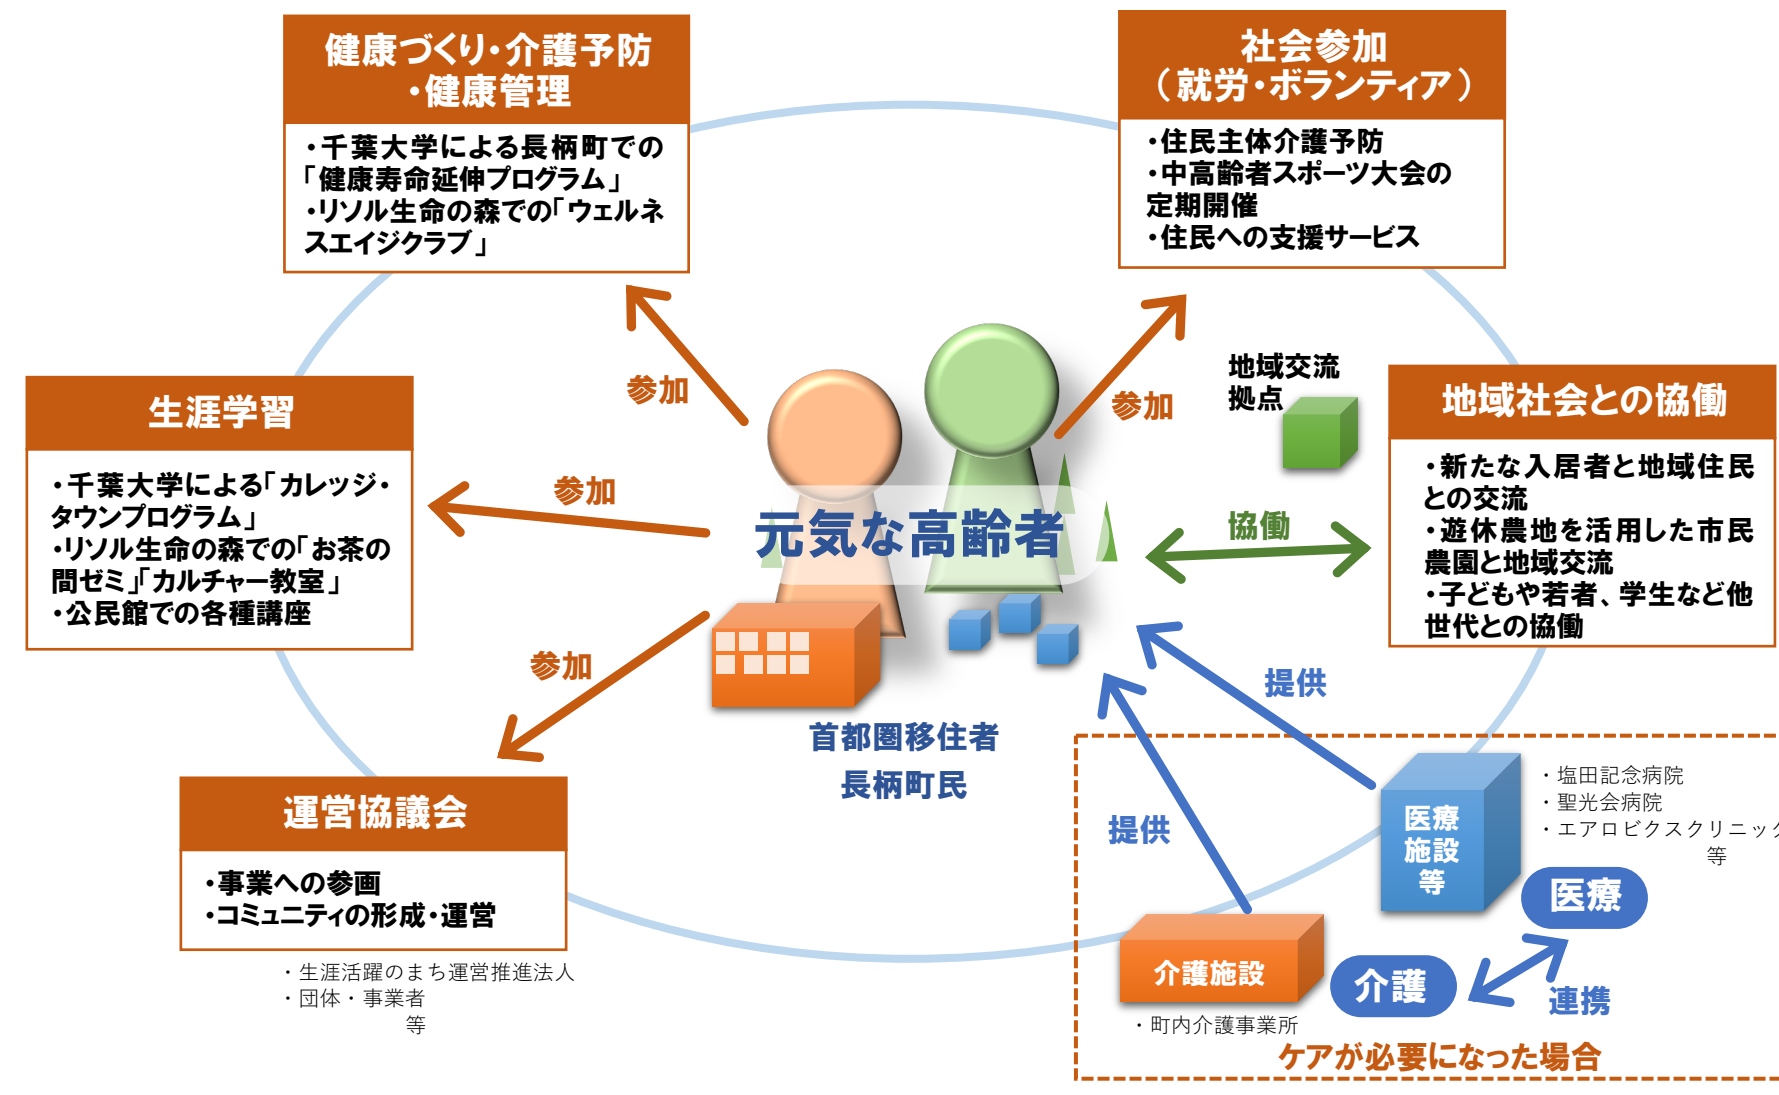 健康づくり・介護予防
・健康管理
・千葉大学による長柄町での
「健康寿命延伸プログラム」
・リソル生命の森での「ウェルネ
スエイジクラブ」
社会参加
（就労・ボランティア）
・住民主体介護予防
・中高齢者スポーツ大会の
定期開催
・住民への支援サービス
参加
参加
地域交流
拠点
生涯学習
・千葉大学による「カレッジ・
タウンプログラム」
・リソル生命の森での「お茶の
間ゼミ」「カルチャー教室」
・公民館での各種講座
参加
元気な高齢者
協働
地域社会との協働
・新たな入居者と地域住民
との交流
・遊休農地を活用した市民
農園と地域交流
・子どもや若者、学生など他
世代との協働
参加
提供
首都圏移住者
長柄町民
運営協議会
・事業への参画
・コミュニティの形成・運営
・生涯活躍のまち運営推進法人
・団体・事業者
等
提供
医療
施設
等
・塩田記念病院
・聖光会病院
・エアロビクスクリニック
等
医療
介護施設
介護
連携
・町内介護事業所
ケアが必要になった場合